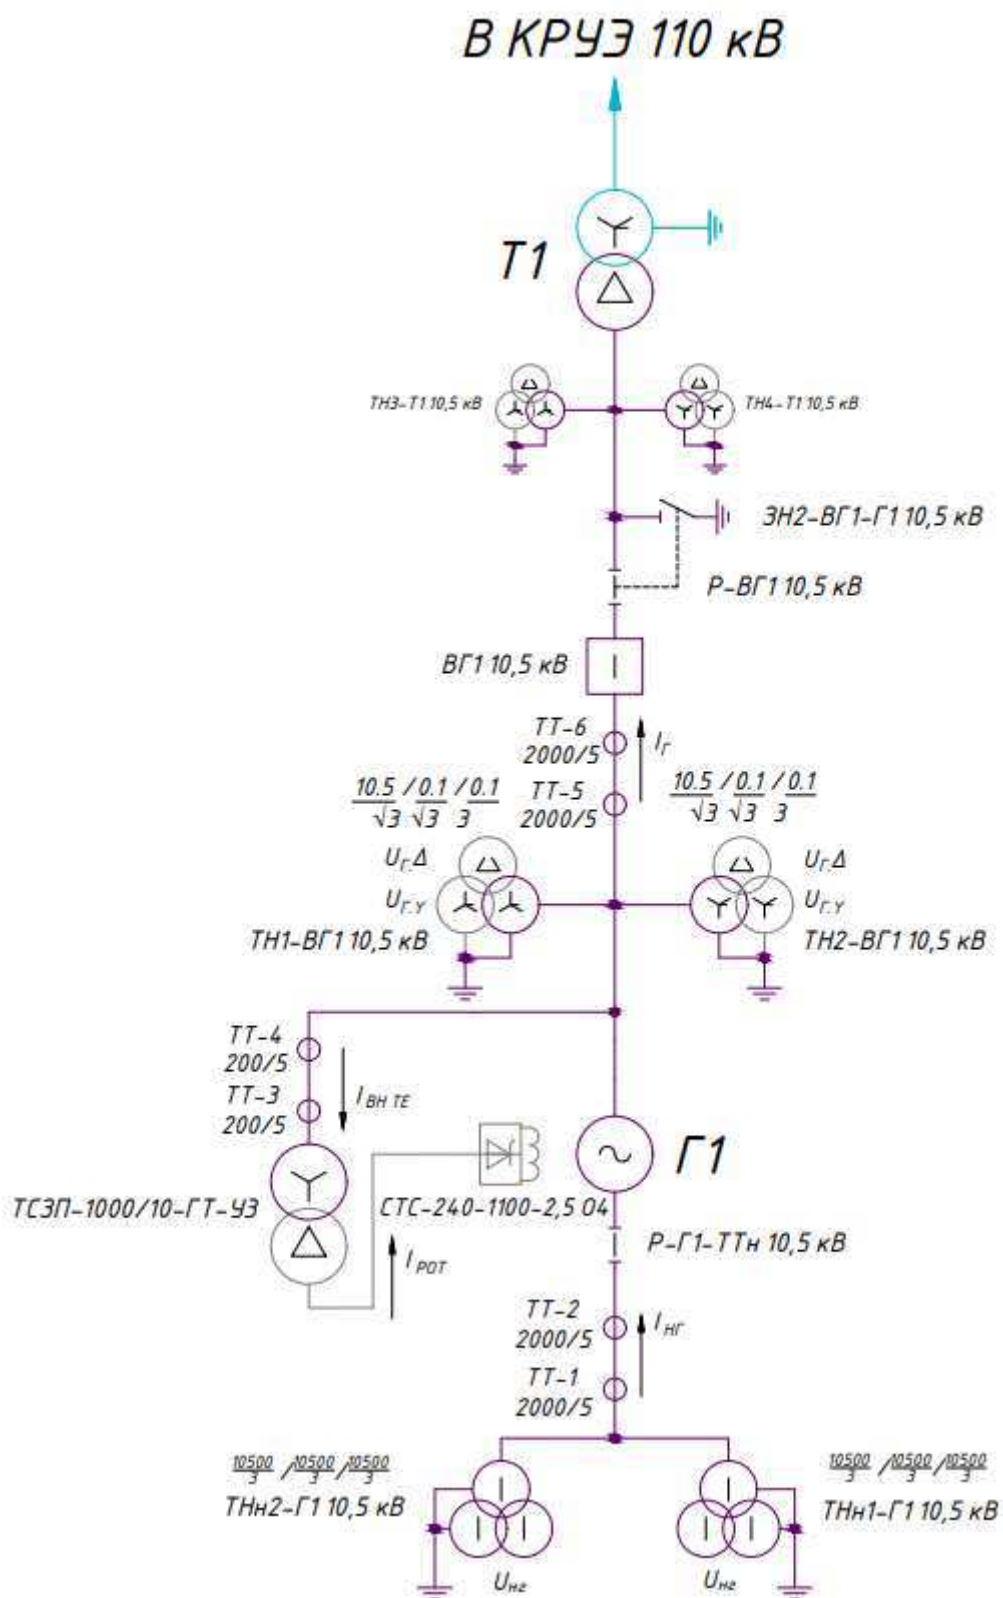 В КРУЭ 110 кВ
Т1
ТН3-Т1 10,5 кВ
ТН4-Т1 10,5 кВ
ЗН2-ВГ1-Г1 10,5 кВ
Р-ВГ1 10,5 кВ
ВГ1 10,5 кВ
ТТ-6
2000/5
I Г
ТТ-5
2000/5
10.5/√3 / 0.1/√3 / 0.1/3
10.5/√3 / 0.1/√3 / 0.1/3
U Г.Δ
U Г.Δ
U Г.Y
U Г.Y
ТН1-ВГ1 10,5 кВ
ТН2-ВГ1 10,5 кВ
ТТ-4
200/5
ТТ-3
200/5
I ВН ТЕ
Г1
ТСЗП-1000/10-ГТ-УЗ
СТС-240-1100-2,5 04
I РОТ
Р-Г1-ТТн 10,5 кВ
ТТ-2
2000/5
I НГ
ТТ-1
2000/5
10500/3 / 10500/3 / 10500/3
10500/3 / 10500/3 / 10500/3
ТНн2-Г1 10,5 кВ
ТНн1-Г1 10,5 кВ
U нг
U нг